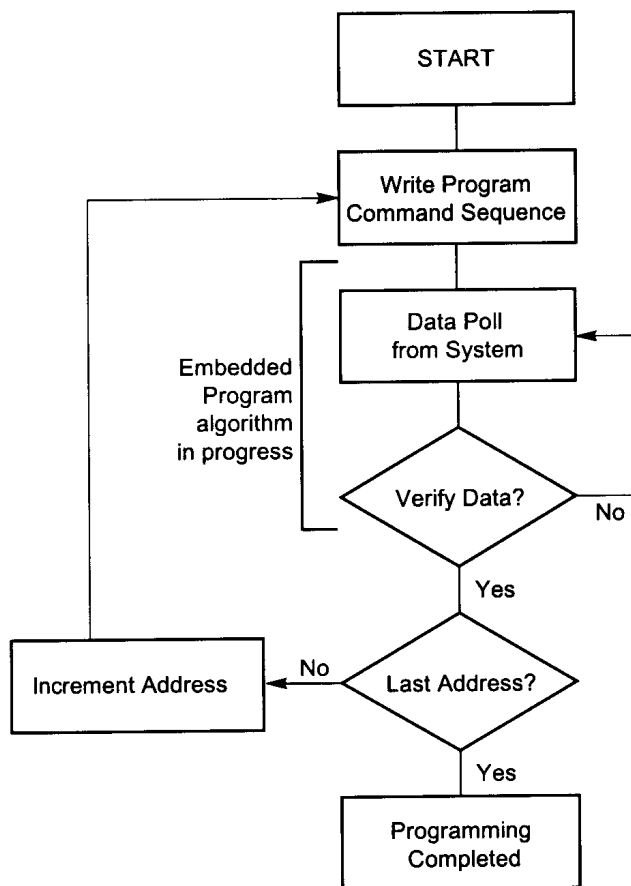 START
Write Program
Command Sequence
Data Poll
from System
Embedded
Program
algorithm
in progress
Verify Data?
No
Yes
Last Address?
No
Increment Address
Yes
Programming
Completed